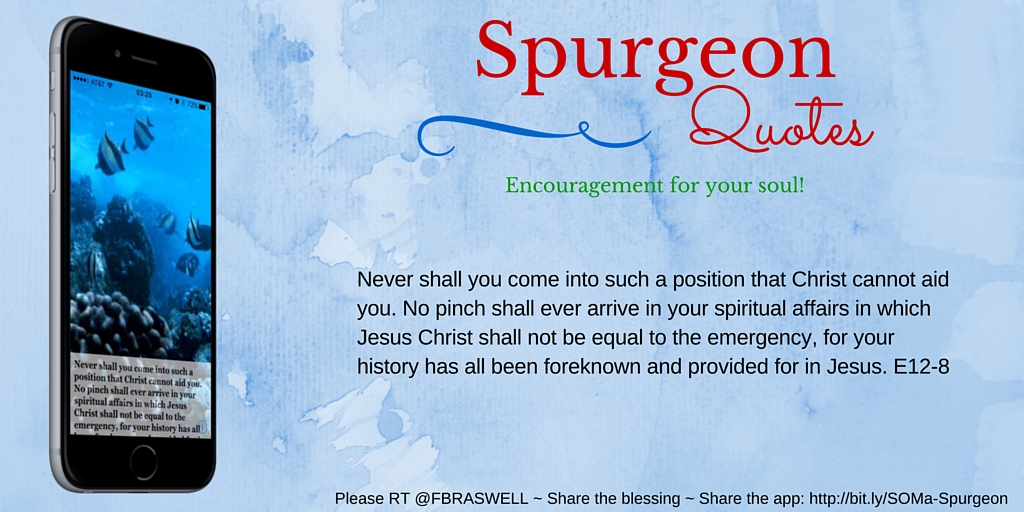 ●●●●○ AT&T
03:25
72%
Never shall you come into such a
position that Christ cannot aid you.
No pinch shall ever arrive in your
spiritual affairs in which Jesus
Christ shall not be equal to the
emergency, for your history has all
Spurgeon
Quotes
Encouragement for your soul!
Never shall you come into such a position that Christ cannot aid
you. No pinch shall ever arrive in your spiritual affairs in which
Jesus Christ shall not be equal to the emergency, for your
history has all been foreknown and provided for in Jesus. E12-8
Please RT @FBRASWELL ~ Share the blessing ~ Share the app: http://bit.ly/SOMa-Spurgeon